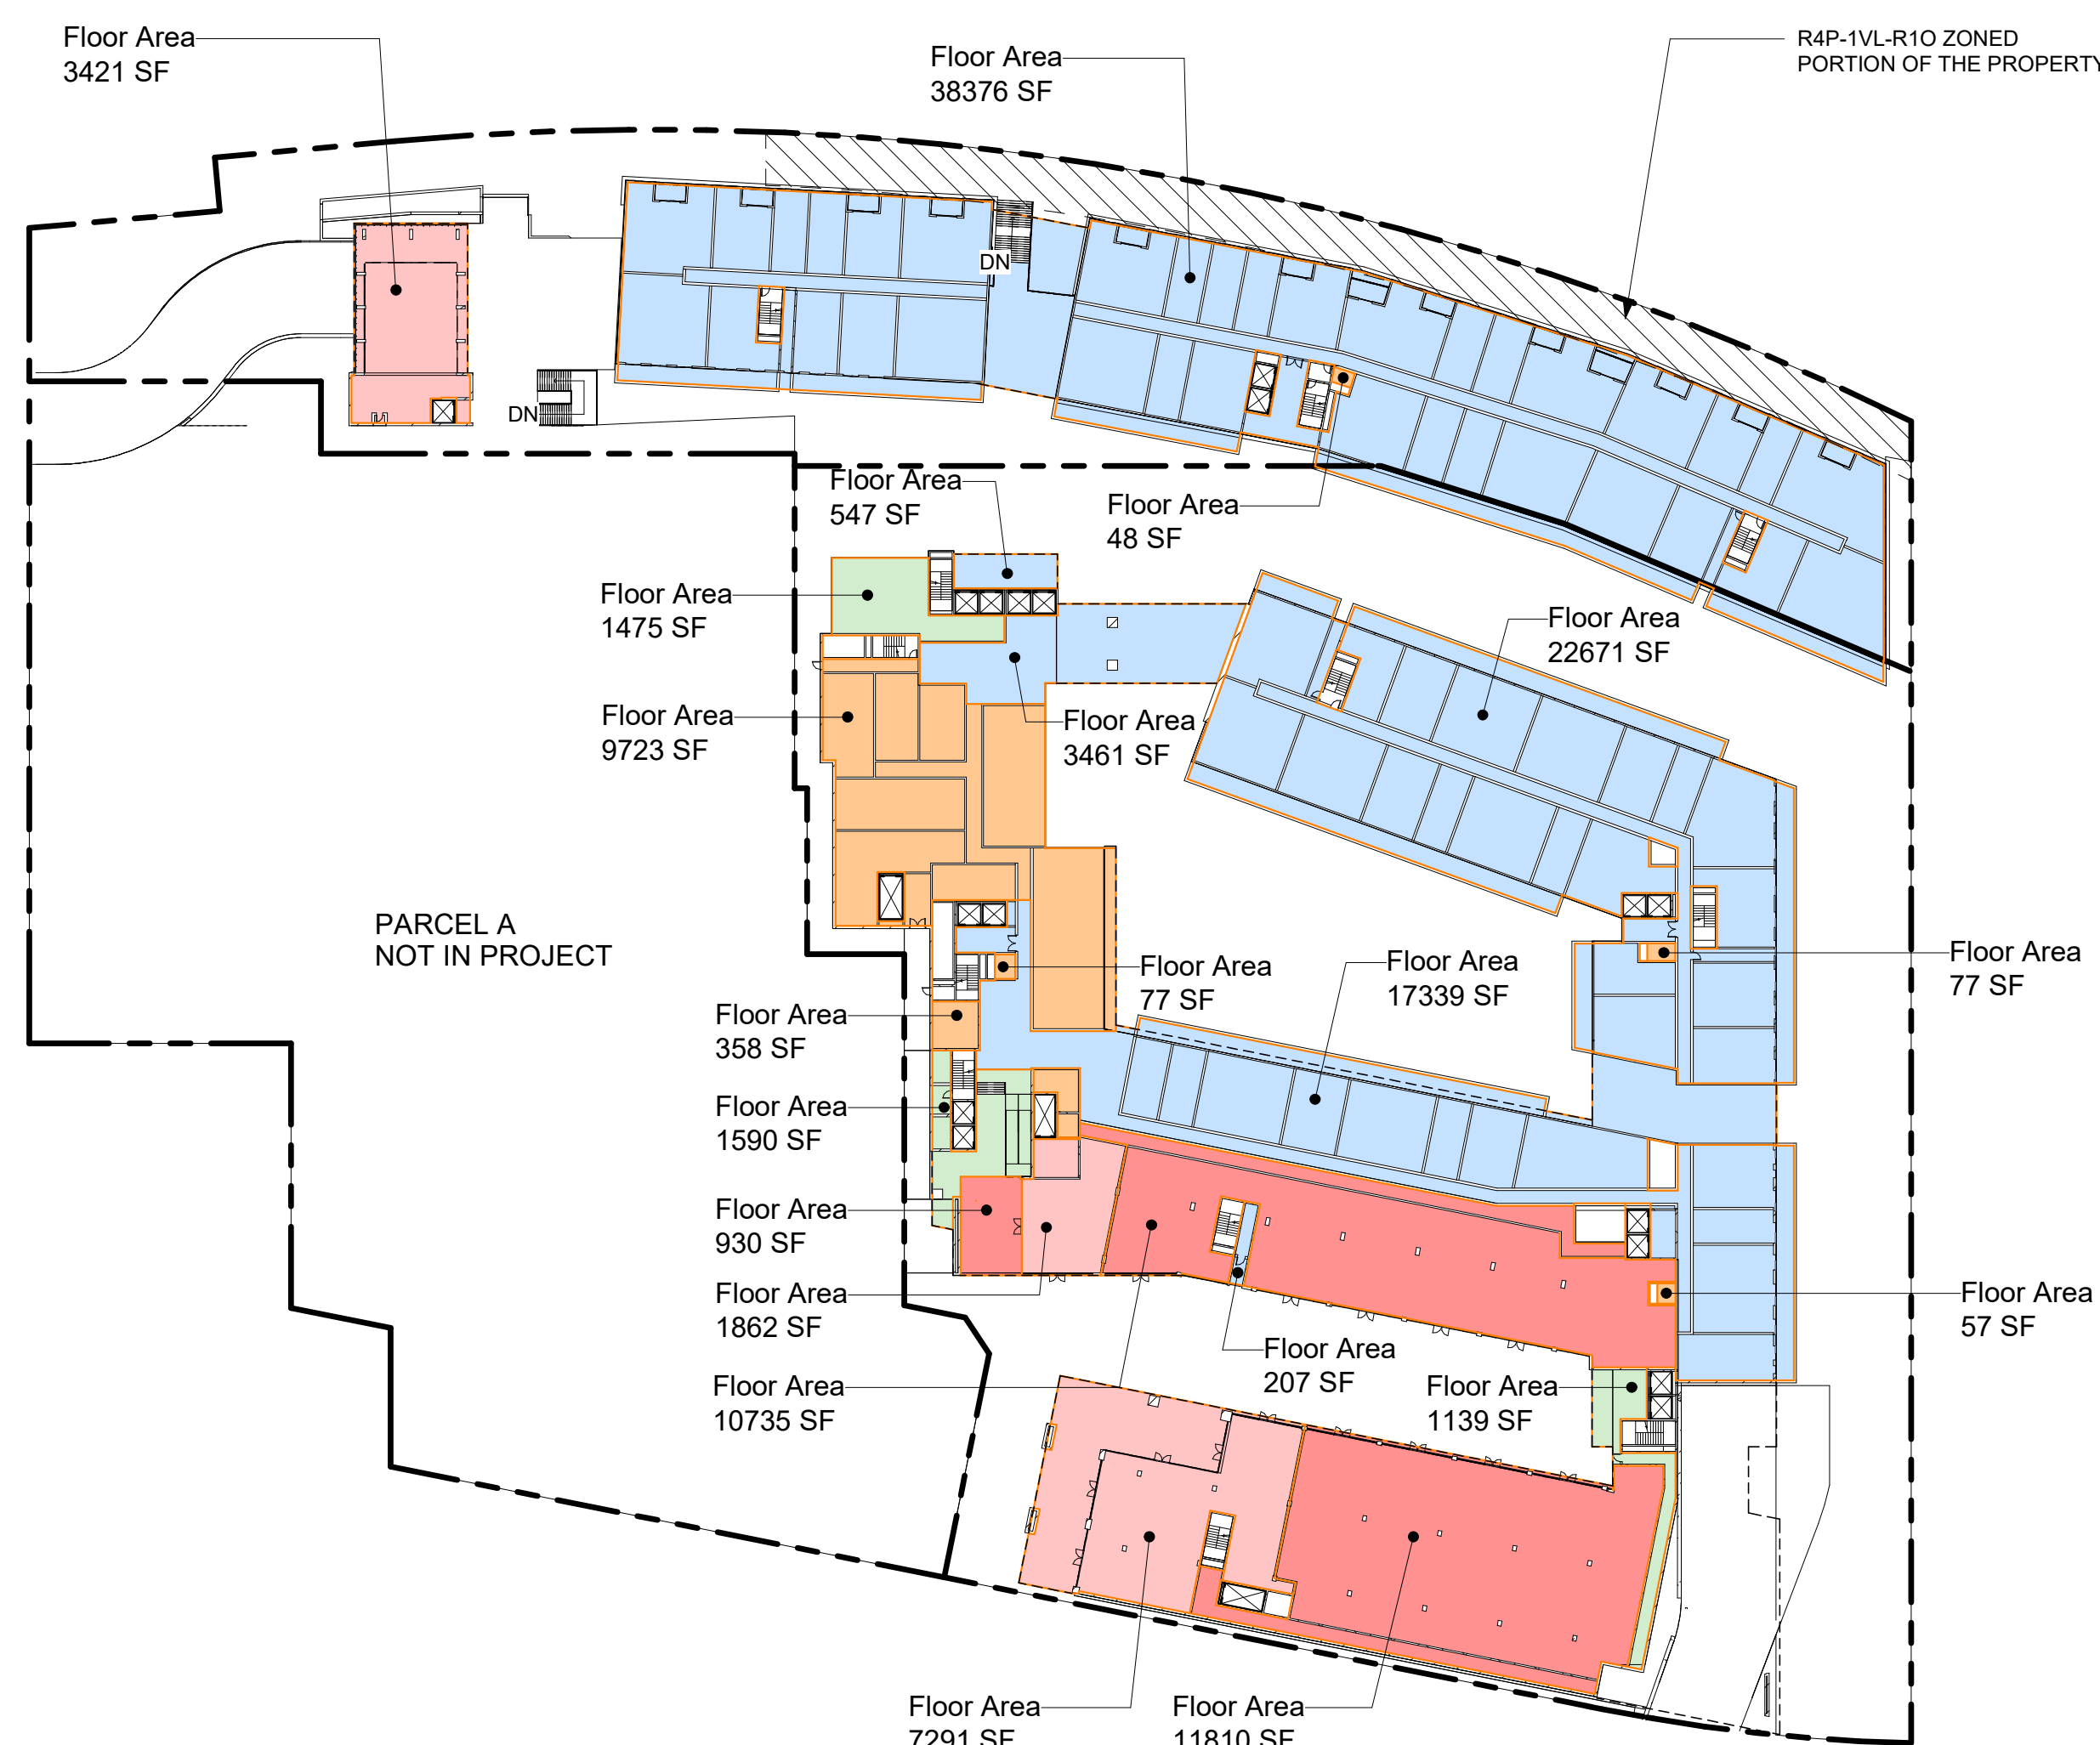 Floor Area
3421 SF
Floor Area
38376 SF
R4P-1VL-R1O ZONED
PORTION OF THE PROPERTY
DN
DN
Floor Area
547 SF
Floor Area
48 SF
Floor Area
1475 SF
Floor Area
22671 SF
Floor Area
9723 SF
Floor Area
3461 SF
PARCEL A
NOT IN PROJECT
Floor Area
77 SF
Floor Area
17339 SF
Floor Area
77 SF
Floor Area
358 SF
Floor Area
1590 SF
Floor Area
930 SF
Floor Area
1862 SF
Floor Area
57 SF
Floor Area
207 SF
Floor Area
10735 SF
Floor Area
1139 SF
Floor Area
7291 SF
Floor Area
11810 SF